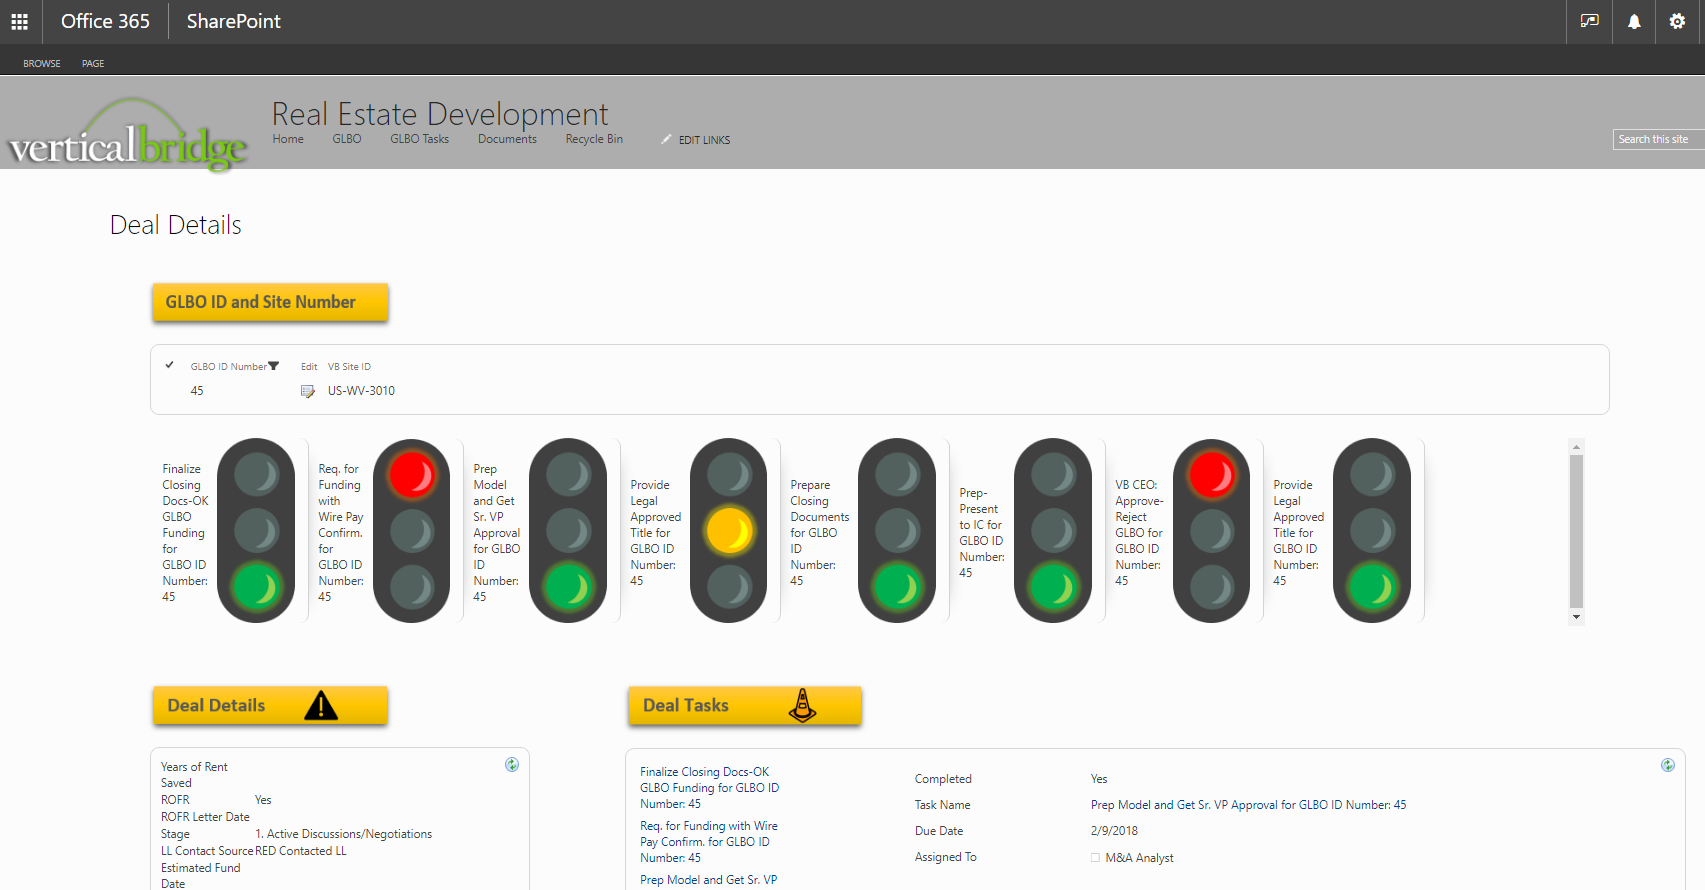 Office 365 SharePoint
BROWSE PAGE
verticalbridge
Real Estate Development
Home GLBO GLBO Tasks Documents Recycle Bin EDIT LINKS
Search this site
Deal Details
GLBO ID and Site Number
GLBO ID Number Edit VB Site ID
45 US-WV-3010
Finalize
Closing
Docs-OK
GLBO
Funding
for
GLBO ID
Number:
45
Req. for
Funding
with
Wire Pay
Confirm.
for
GLBO ID
Number:
45
Prep
Model
and Get
Sr. VP
Approval
for GLBO
ID
Number:
45
Provide
Legal
Approved
Title for
GLBO ID
Number:
45
Prepare
Closing
Documents
for GLBO
ID
Number:
45
Prep-
Present
to IC for
GLBO ID
Number:
45
VB CEO:
Approve-
Reject
GLBO for
GLBO ID
Number:
45
Provide
Legal
Approved
Title for
GLBO ID
Number:
45
Deal Details
Years of Rent
Saved
ROFR Yes
ROFR Letter Date
Stage 1. Active Discussions/Negotiations
LL Contact Source RED Contacted LL
Estimated Fund
Date
Deal Tasks
Finalize Closing Docs-OK
GLBO Funding for GLBO ID
Number: 45
Req. for Funding with Wire
Pay Confirm. for GLBO ID
Number: 45
Prep Model and Get Sr. VP
Completed Yes
Task Name Prep Model and Get Sr. VP Approval for GLBO ID Number: 45
Due Date 2/9/2018
Assigned To M&A Analyst